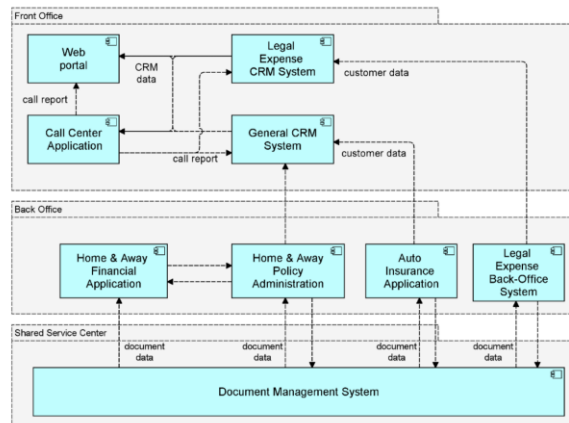 Front Office
Web
portal
CRM
data
Legal
Expense
CRM System
customer data
call report
Call Center
Application
call report
General CRM
System
customer data
Back Office
Home & Away
Financial
Application
Home & Away
Policy
Administration
Auto
Insurance
Application
Legal
Expense
Back-Office
System
Shared Service Center
document
data
document
data
document
data
document
data
Document Management System